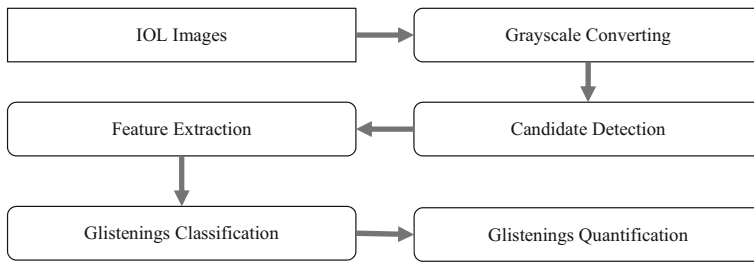 IOL Images
Grayscale Converting
Feature Extraction
Candidate Detection
Glistenings Classification
Glistenings Quantification